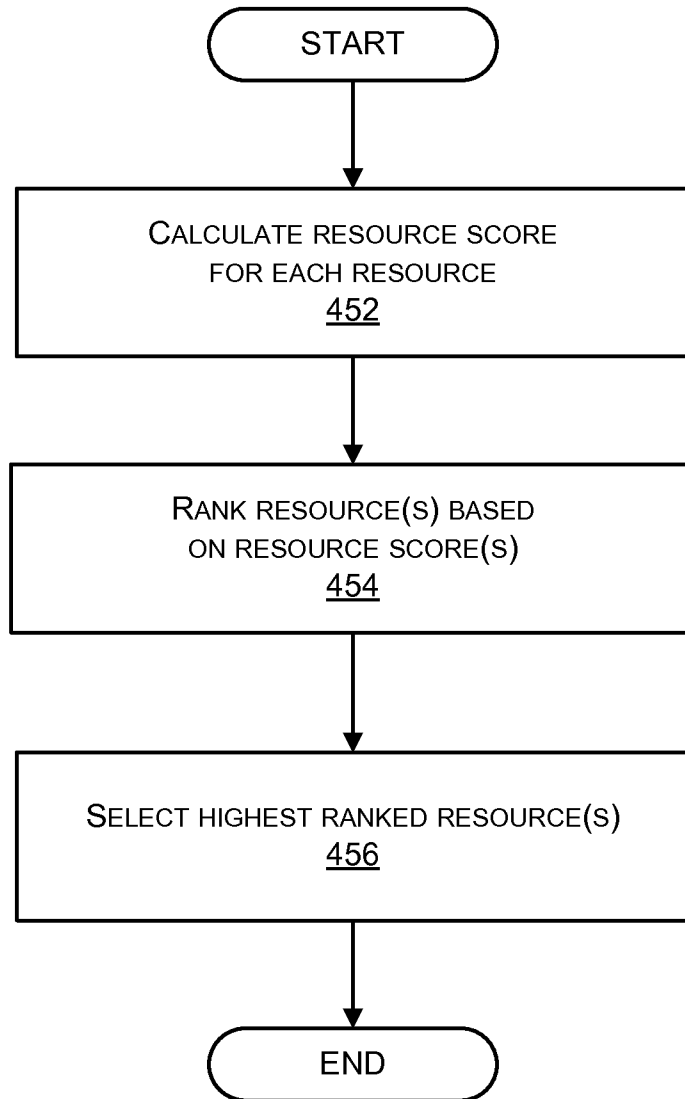 START
CALCULATE RESOURCE SCORE
FOR EACH RESOURCE
452
RANK RESOURCE(S) BASED
ON RESOURCE SCORE(S)
454
SELECT HIGHEST RANKED RESOURCE(S)
456
END